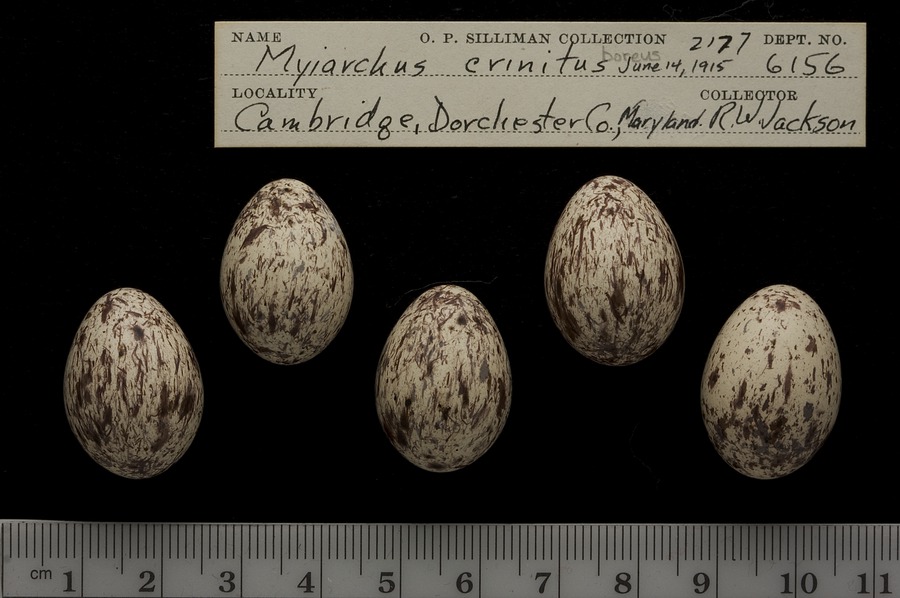 NAME O. P. SILLIMAN COLLECTION 2177 DEPT. NO.
Myiarchus crinitus boreus June 14, 1915 6156
LOCALITY COLLECTOR
Cambridge, Dorchester Co., Maryland. R.W. Jackson
cm 1 2 3 4 5 6 7 8 9 10 11